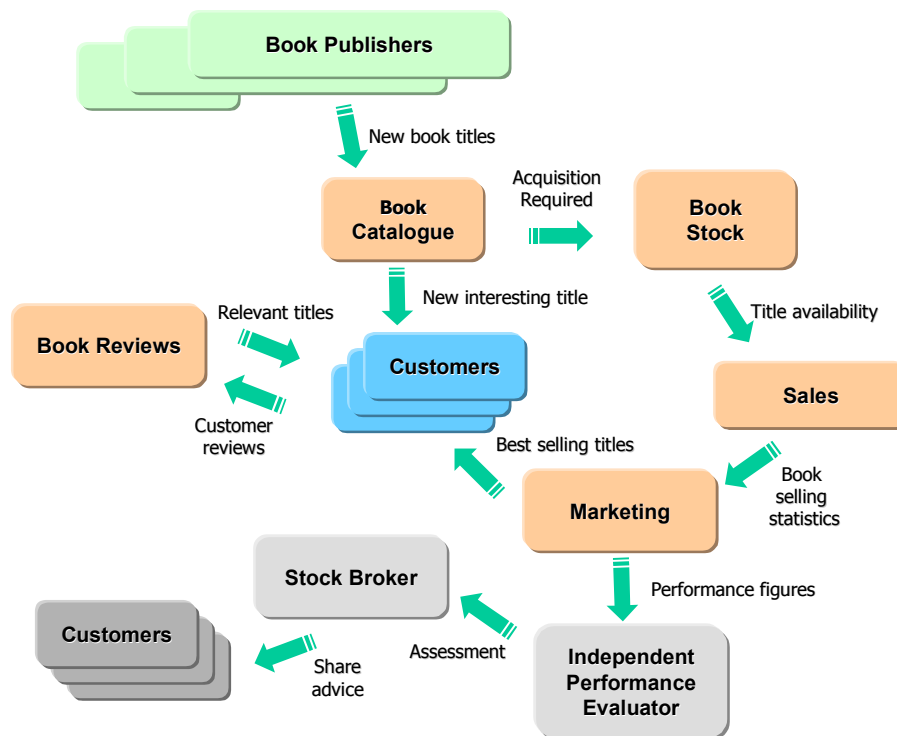 Book Publishers
New book titles
Acquisition
Required
Book
Catalogue
Book
Stock
New interesting title
Title availability
Relevant titles
Book Reviews
Customers
Sales
Customer
reviews
Best selling titles
Book
selling
statistics
Marketing
Stock Broker
Performance figures
Customers
Assessment
Share
advice
Independent
Performance
Evaluator